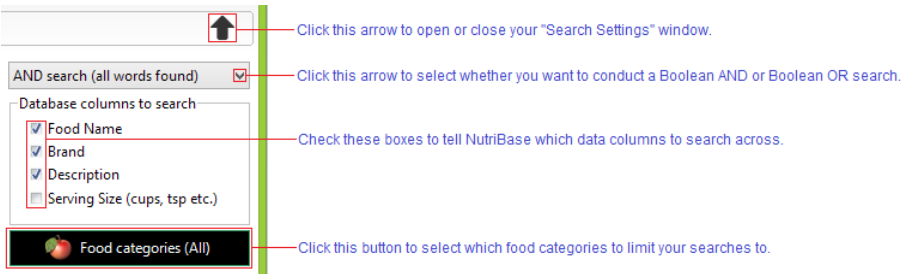 Click this arrow to open or close your "Search Settings" window.
AND search (all words found)
Click this arrow to select whether you want to conduct a Boolean AND or Boolean OR search.
Database columns to search
Food Name
Brand
Check these boxes to tell NutriBase which data columns to search across.
Description
Serving Size (cups, tsp etc.)
Food categories (All)
Click this button to select which food categories to limit your searches to.